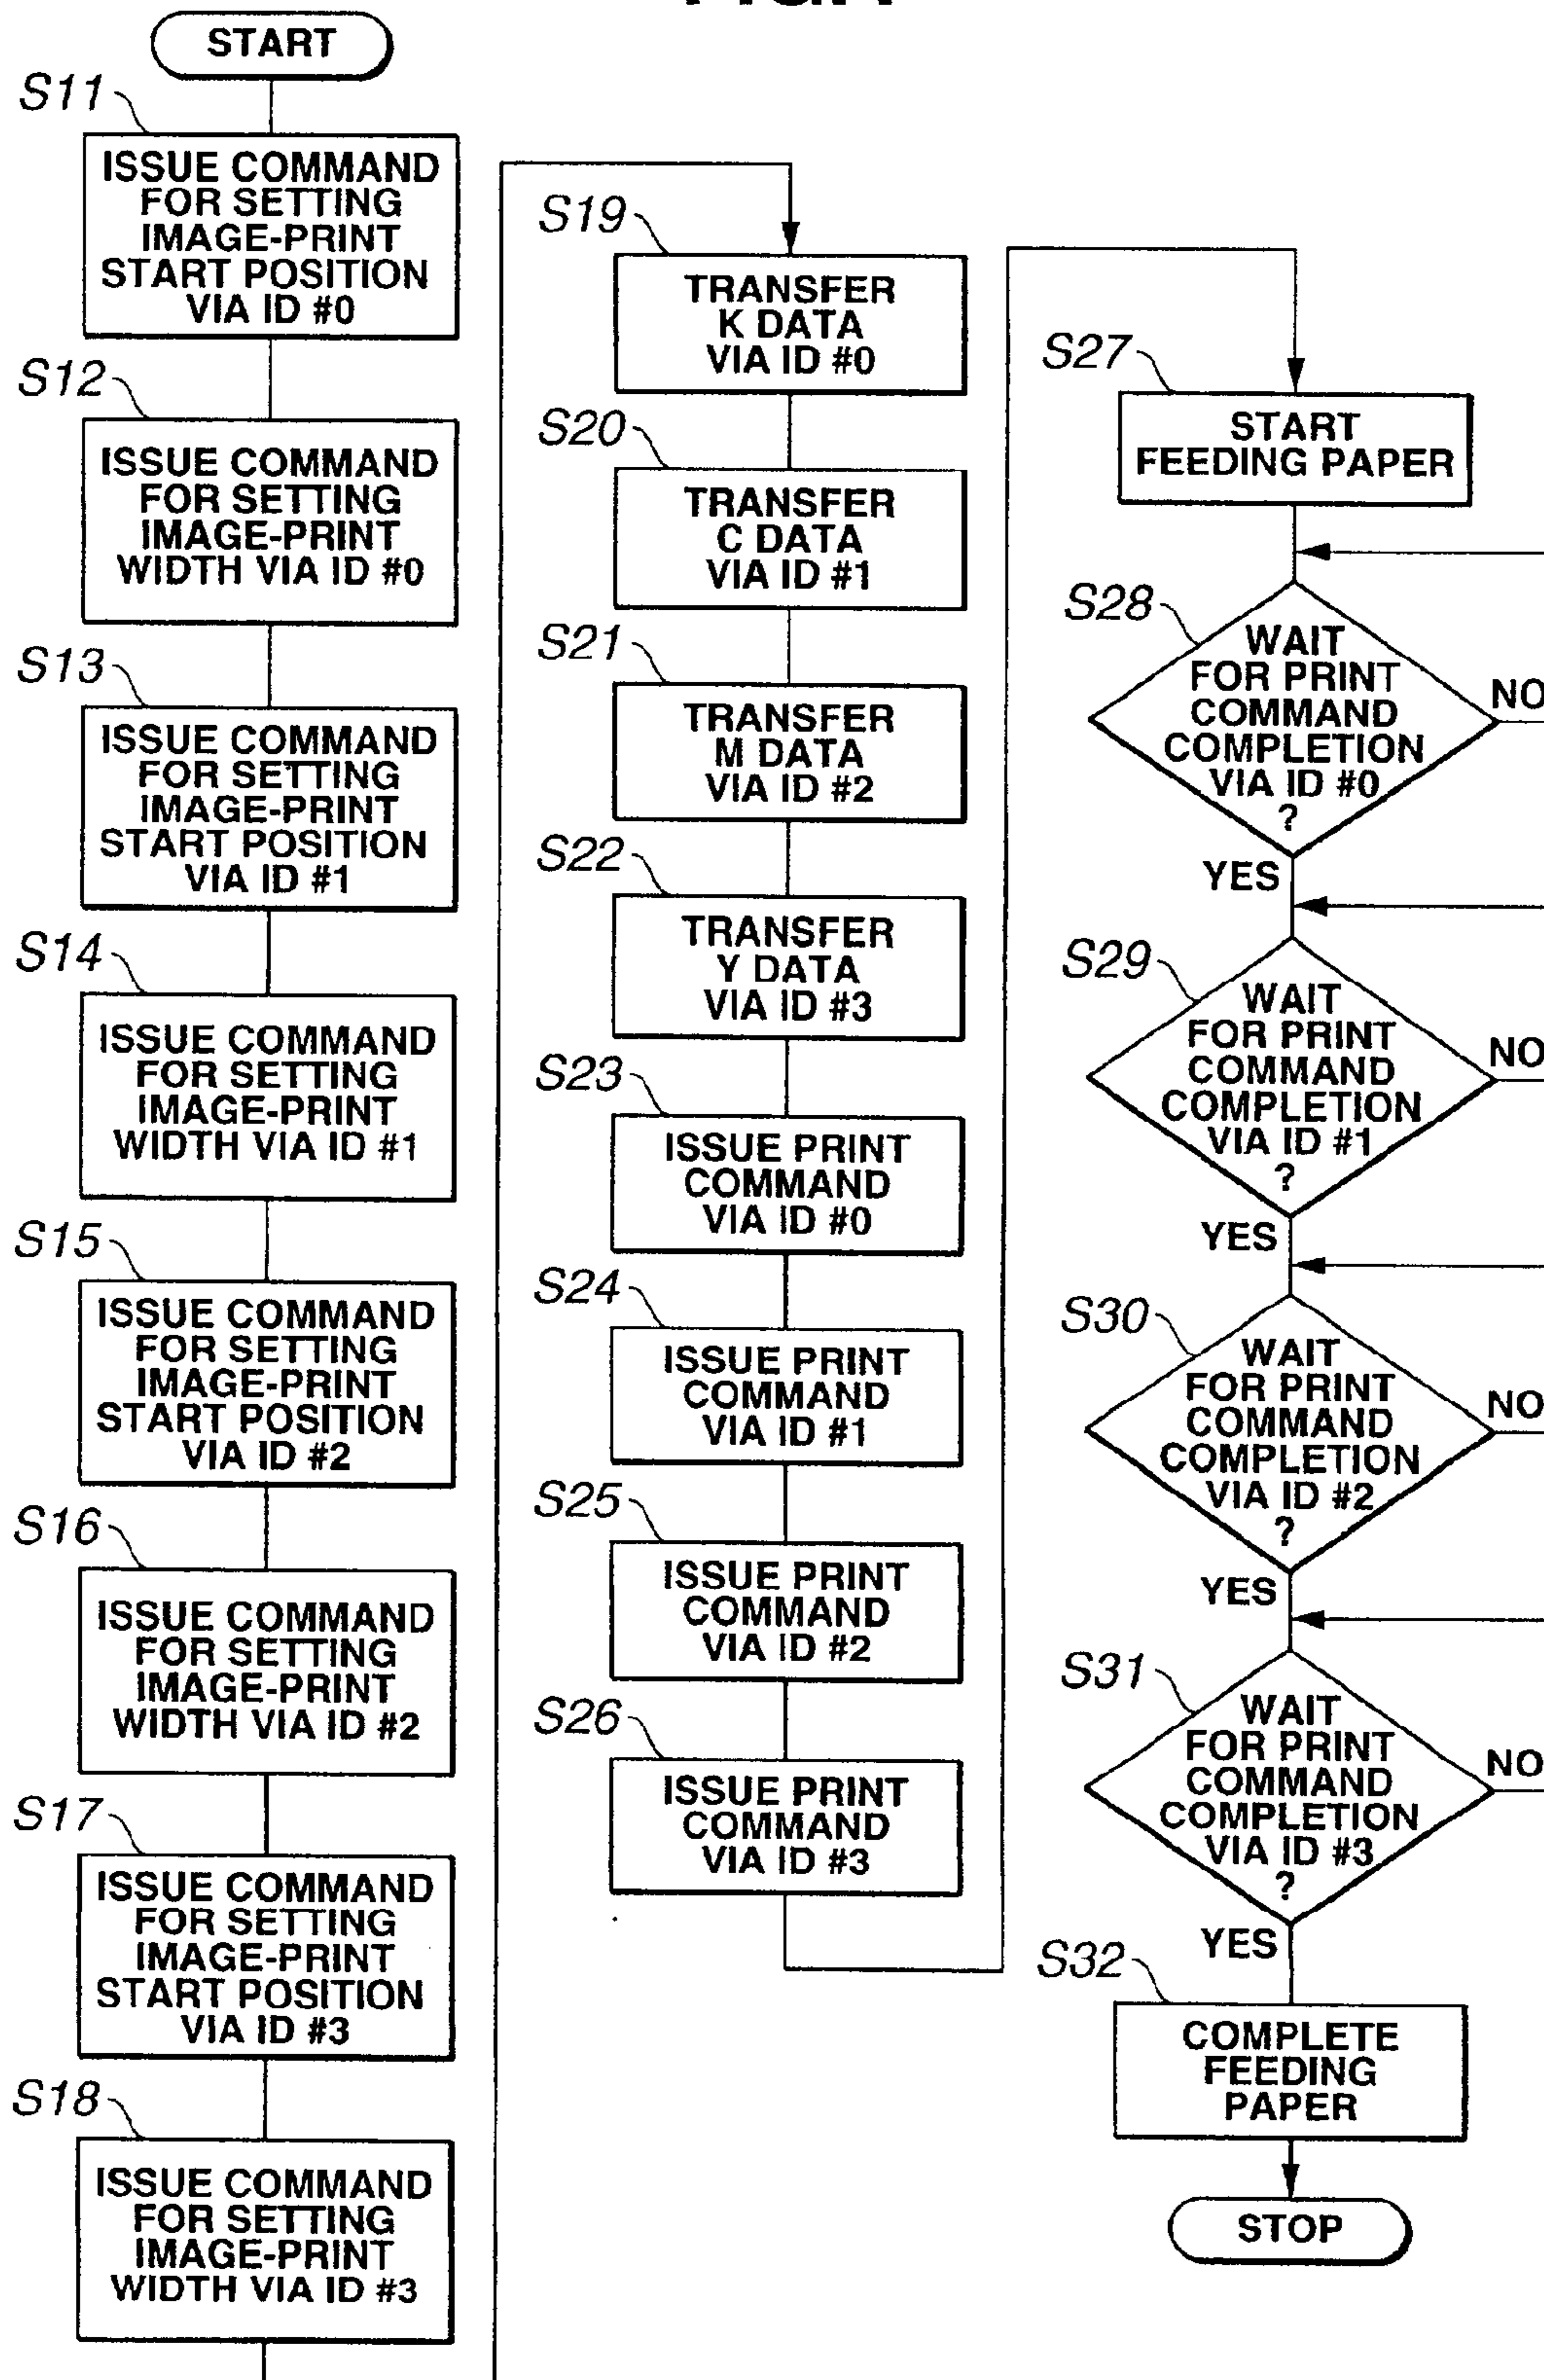 START
S11
ISSUE COMMAND
FOR SETTING
IMAGE-PRINT
START POSITION
VIA ID #0
S12
ISSUE COMMAND
FOR SETTING
IMAGE-PRINT
WIDTH VIA ID #0
S13
ISSUE COMMAND
FOR SETTING
IMAGE-PRINT
START POSITION
VIA ID #1
S14
ISSUE COMMAND
FOR SETTING
IMAGE-PRINT
WIDTH VIA ID #1
S15
ISSUE COMMAND
FOR SETTING
IMAGE-PRINT
START POSITION
VIA ID #2
S16
ISSUE COMMAND
FOR SETTING
IMAGE-PRINT
WIDTH VIA ID #2
S17
ISSUE COMMAND
FOR SETTING
IMAGE-PRINT
START POSITION
VIA ID #3
S18
ISSUE COMMAND
FOR SETTING
IMAGE-PRINT
WIDTH VIA ID #3
S19
TRANSFER
K DATA
VIA ID #0
S20
TRANSFER
C DATA
VIA ID #1
S21
TRANSFER
M DATA
VIA ID #2
S22
TRANSFER
Y DATA
VIA ID #3
S23
ISSUE PRINT
COMMAND
VIA ID #0
S24
ISSUE PRINT
COMMAND
VIA ID #1
S25
ISSUE PRINT
COMMAND
VIA ID #2
S26
ISSUE PRINT
COMMAND
VIA ID #3
S27
START
FEEDING PAPER
S28
WAIT
FOR PRINT
COMMAND
COMPLETION
VIA ID #0
?
NO
YES
S29
WAIT
FOR PRINT
COMMAND
COMPLETION
VIA ID #1
?
NO
YES
S30
WAIT
FOR PRINT
COMMAND
COMPLETION
VIA ID #2
?
NO
YES
S31
WAIT
FOR PRINT
COMMAND
COMPLETION
VIA ID #3
?
NO
YES
S32
COMPLETE
FEEDING
PAPER
STOP